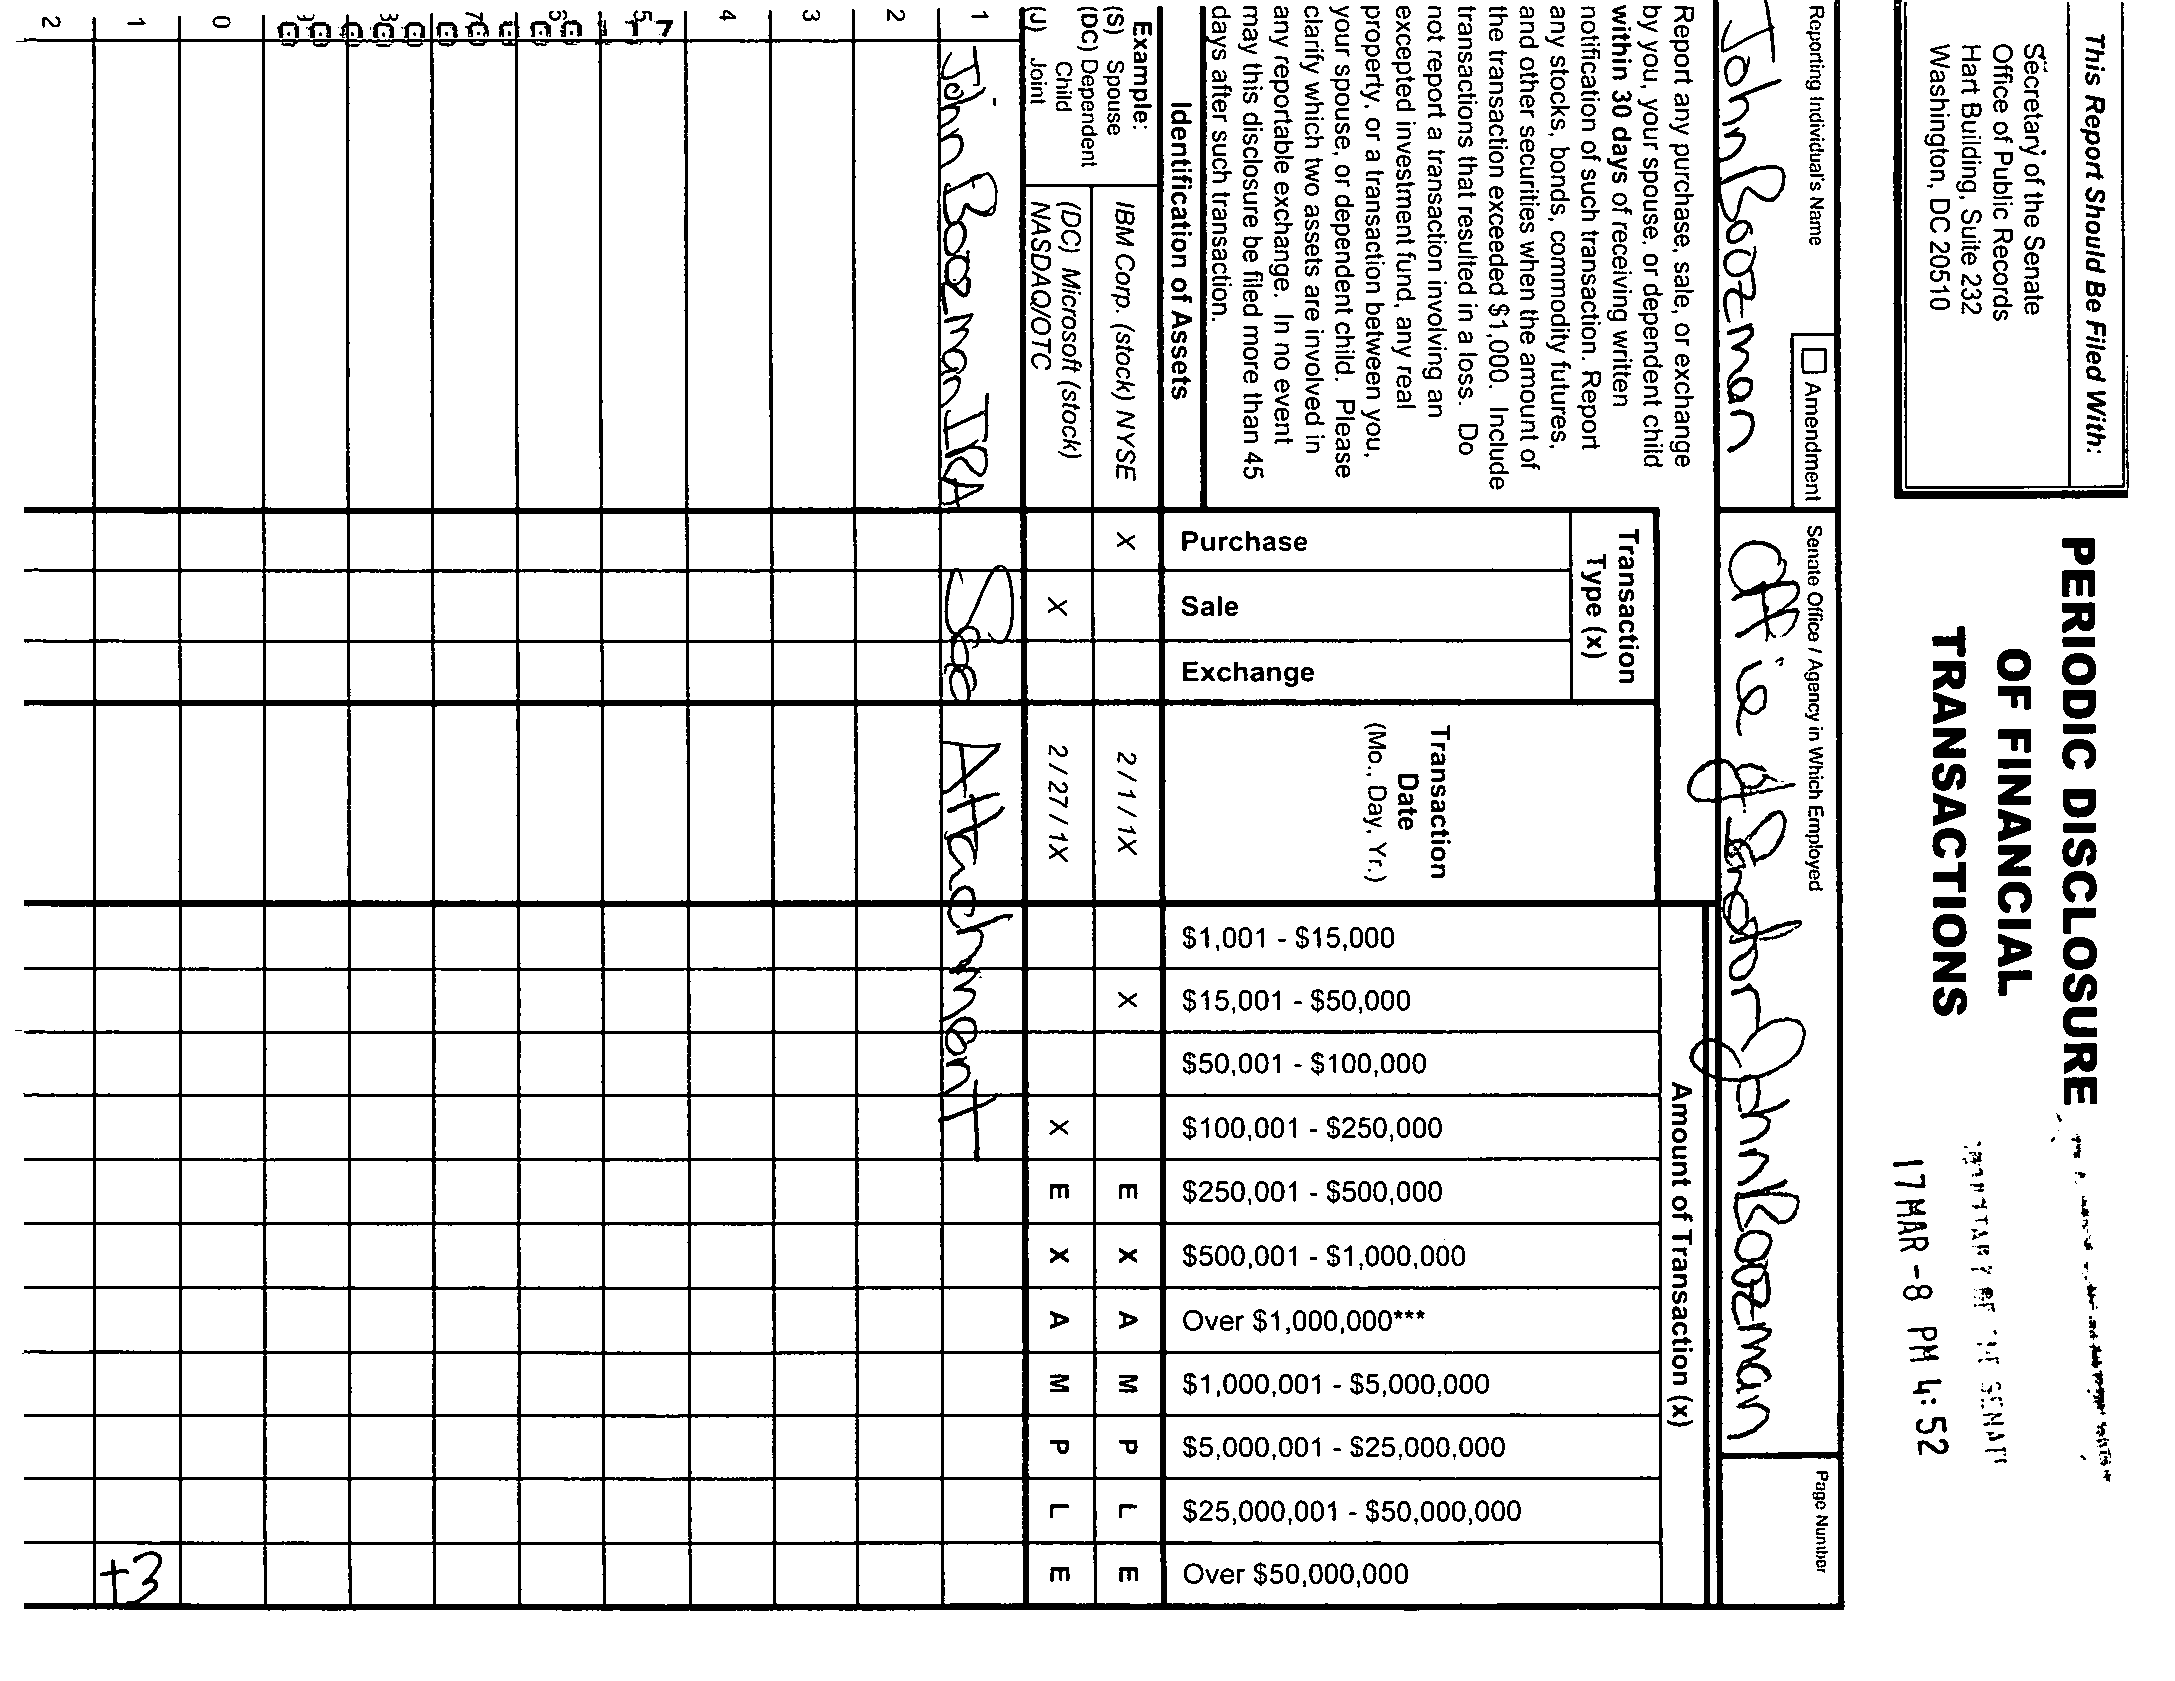 This Report Should Be Filed With:
Secretary of the Senate
Office of Public Records
Hart Building, Suite 232
Washington, DC 20510
PERIODIC DISCLOSURE
OF FINANCIAL
TRANSACTIONS
SENATE
17 MAR -8 PM 4:52
Reporting Individual's Name
John Boozman
Amendment
Senate Office / Agency in Which Employed
Office of Senator John Boozman
Page Number
Report any purchase, sale, or exchange
by you, your spouse, or dependent child
within 30 days of receiving written
notification of such transaction. Report
any stocks, bonds, commodity futures,
and other securities when the amount of
the transaction exceeded $1,000. Include
transactions that resulted in a loss. Do
not report a transaction involving an
excepted investment fund, any real
property, or a transaction between you,
your spouse, or dependent child. Please
clarify which two assets are involved in
any reportable exchange. In no event
may this disclosure be filed more than 45
days after such transaction.
Identification of Assets
Transaction
Type (x)
Purchase
Sale
Exchange
Transaction
Date
(Mo., Day, Yr.)
Amount of Transaction (x)
$1,001 - $15,000
$15,001 - $50,000
$50,001 - $100,000
$100,001 - $250,000
$250,001 - $500,000
$500,001 - $1,000,000
Over $1,000,000***
$1,000,001 - $5,000,000
$5,000,001 - $25,000,000
$25,000,001 - $50,000,000
Over $50,000,000
Example:
(S) Spouse
(DC) Dependent
Child
(J) Joint
IBM Corp. (stock) NYSE X 2 / 1 / 1X X E X A M P L E
(DC) Microsoft (stock)
NASDAQ/OTC X 2 / 27 / 1X X E X A M P L E
1 John Boozman IRA See Attachment
2
3
4
5
6
7
8
9
0
1 +3
2